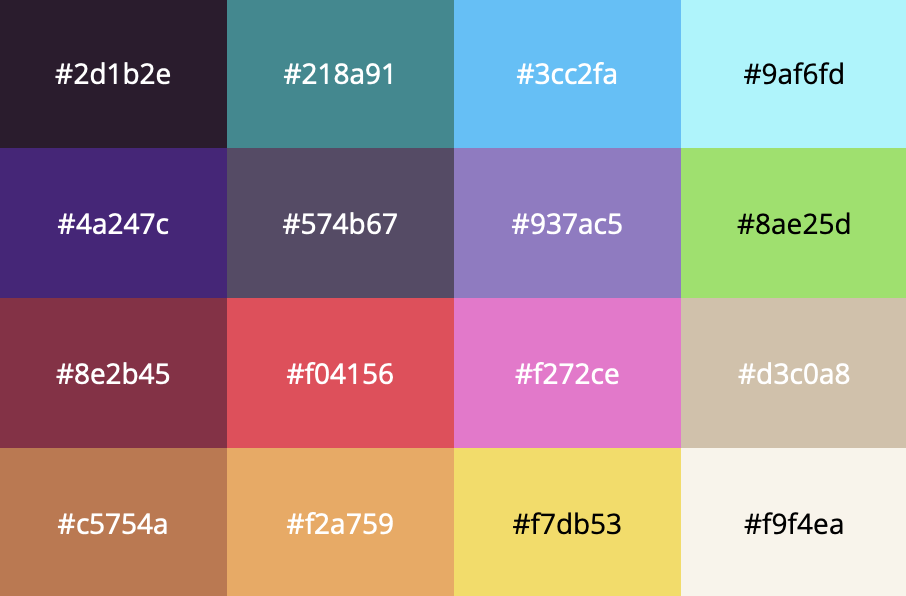 #2d1b2e #218a91 #3cc2fa #9af6fd
#4a247c #574b67 #937ac5 #8ae25d
#8e2b45 #f04156 #f272ce #d3c0a8
#c5754a #f2a759 #f7db53 #f9f4ea